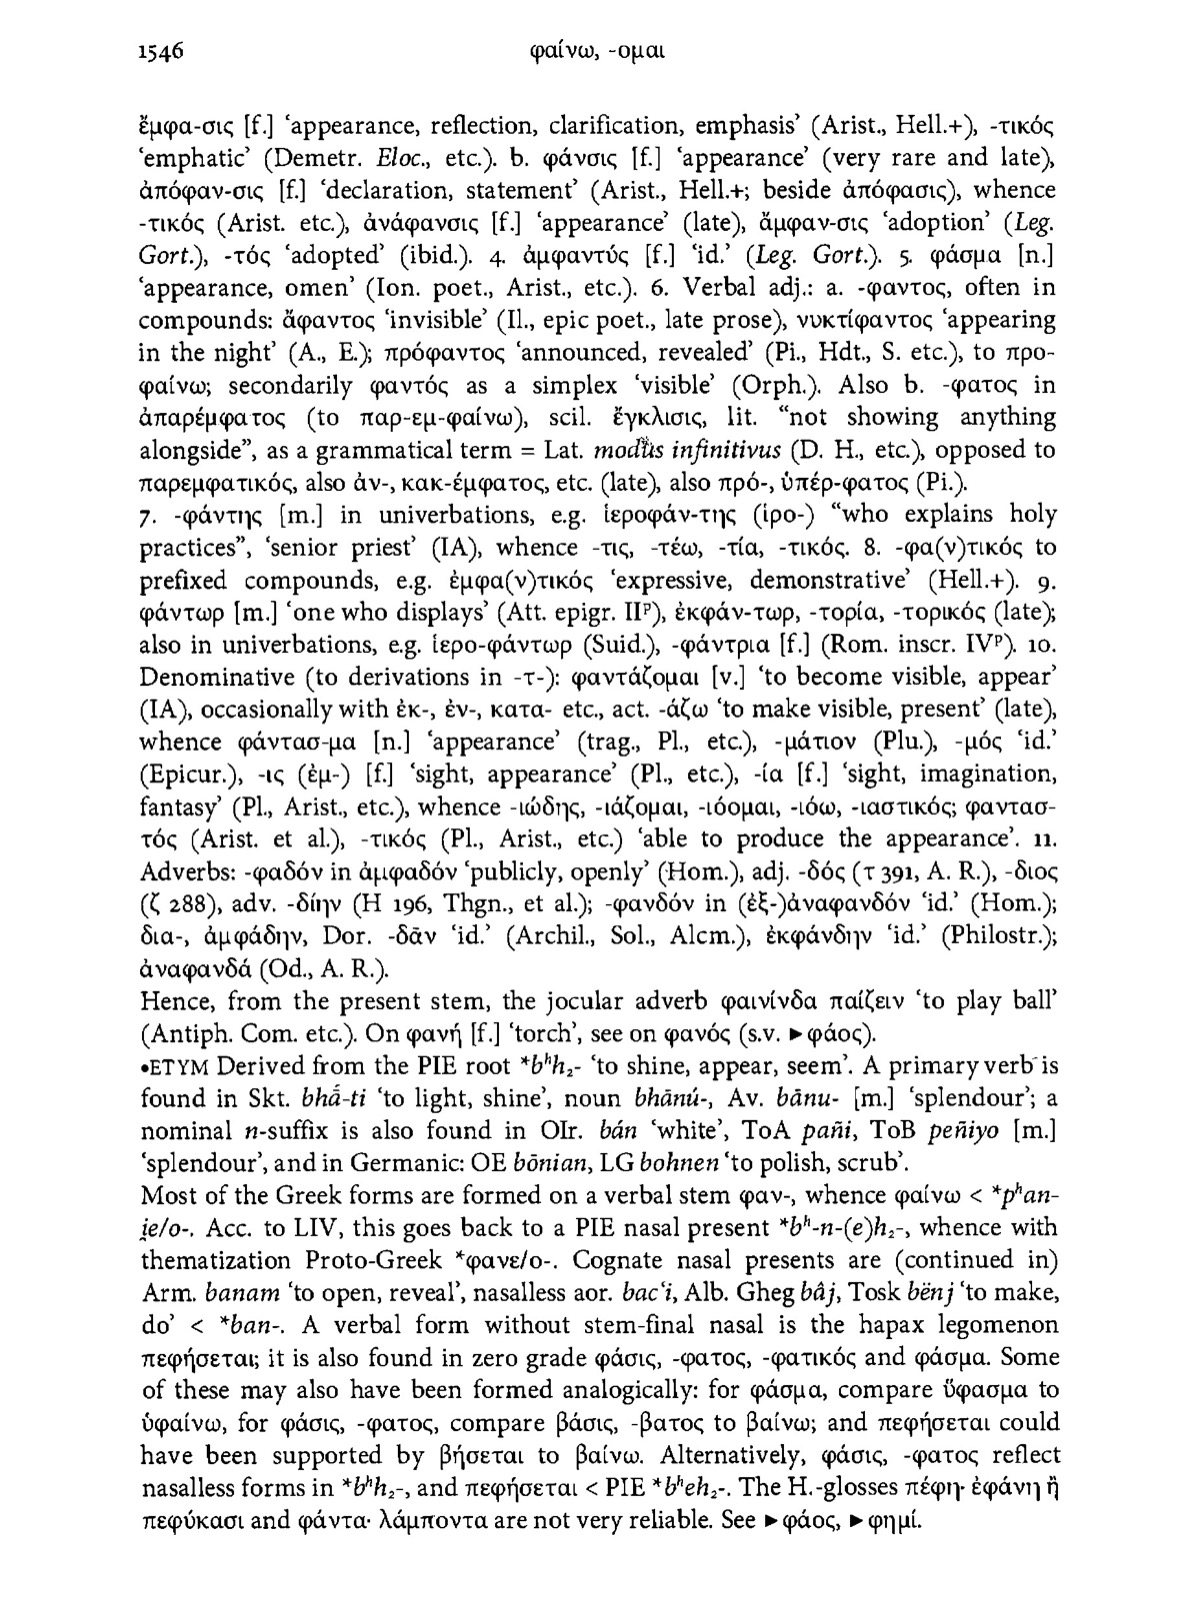 1546
φαίνω, -ομαι
ἔμφα-σις [f.] ‘appearance, reflection, clarification, emphasis’ (Arist., Hell.+), -τικός
‘emphatic’ (Demetr. Eloc., etc.). b. φάνσις [f.] ‘appearance’ (very rare and late),
ἀπόφαν-σις [f.] ‘declaration, statement’ (Arist., Hell.+; beside ἀπόφασις), whence
-τικός (Arist. etc.), ἀνάφανσις [f.] ‘appearance’ (late), ἄμφαν-σις ‘adoption’ (Leg.
Gort.), -τός ‘adopted’ (ibid.). 4. ἀμφαντύς [f.] ‘id.’ (Leg. Gort.). 5. φάσμα [n.]
‘appearance, omen’ (Ion. poet., Arist., etc.). 6. Verbal adj.: a. -φαντος, often in
compounds: ἄφαντος ‘invisible’ (Il., epic poet., late prose), νυκτίφαντος ‘appearing
in the night’ (A., E.); πρόφαντος ‘announced, revealed’ (Pi., Hdt., S. etc.), to προ-
φαίνω; secondarily φαντός as a simplex ‘visible’ (Orph.). Also b. -φατος in
ἀπαρέμφατος (to παρ-εμ-φαίνω), scil. ἔγκλισις, lit. “not showing anything
alongside”, as a grammatical term = Lat. modus infinitivus (D. H., etc.), opposed to
παρεμφατικός, also ἀν-, κακ-έμφατος, etc. (late), also πρό-, ὑπέρ-φατος (Pi.).
7. -φάντης [m.] in univerbations, e.g. ἱεροφάν-της (ἱρο-) “who explains holy
practices”, ‘senior priest’ (IA), whence -τις, -τέω, -τία, -τικός. 8. -φα(ν)τικός to
prefixed compounds, e.g. ἐμφα(ν)τικός ‘expressive, demonstrative’ (Hell.+). 9.
φάντωρ [m.] ‘one who displays’ (Att. epigr. IIᵖ), ἐκφάν-τωρ, -τορία, -τορικός (late);
also in univerbations, e.g. ἱερο-φάντωρ (Suid.), -φάντρια [f.] (Rom. inscr. IVᵖ). 10.
Denominative (to derivations in -τ-): φαντάζομαι [v.] ‘to become visible, appear’
(IA), occasionally with ἐκ-, ἐν-, κατα- etc., act. -άζω ‘to make visible, present’ (late),
whence φάντασ-μα [n.] ‘appearance’ (trag., Pl., etc.), -μάτιον (Plu.), -μός ‘id.’
(Epicur.), -ις (ἐμ-) [f.] ‘sight, appearance’ (Pl., etc.), -ία [f.] ‘sight, imagination,
fantasy’ (Pl., Arist., etc.), whence -ιώδης, -ιάζομαι, -ιόομαι, -ιόω, -ιαστικός; φαντασ-
τός (Arist. et al.), -τικός (Pl., Arist., etc.) ‘able to produce the appearance’. 11.
Adverbs: -φαδόν in ἀμφαδόν ‘publicly, openly’ (Hom.), adj. -δός (τ 391, A. R.), -διος
(ζ 288), adv. -δίην (Η 196, Thgn., et al.); -φανδόν in (ἐξ-)ἀναφανδόν ‘id.’ (Hom.);
δια-, ἀμφάδην, Dor. -δᾱν ‘id.’ (Archil., Sol., Alcm.), ἐκφάνδην ‘id.’ (Philostr.);
ἀναφανδά (Od., A. R.).
Hence, from the present stem, the jocular adverb φαινίνδα παίζειν ‘to play ball’
(Antiph. Com. etc.). On φανή [f.] ‘torch’, see on φανός (s.v. ►φάος).
•ETYM Derived from the PIE root *bʰh₂- ‘to shine, appear, seem’. A primary verb is
found in Skt. bhā́-ti ‘to light, shine’, noun bhānú-, Av. bānu- [m.] ‘splendour’; a
nominal n-suffix is also found in OIr. bán ‘white’, ToA pañi, ToB peñiyo [m.]
‘splendour’, and in Germanic: OE bōnian, LG bohnen ‘to polish, scrub’.
Most of the Greek forms are formed on a verbal stem φαν-, whence φαίνω < *pʰan-
i̯e/o-. Acc. to LIV, this goes back to a PIE nasal present *bʰ-n-(e)h₂-, whence with
thematization Proto-Greek *φανε/ο-. Cognate nasal presents are (continued in)
Arm. banam ‘to open, reveal’, nasalless aor. bacʻi, Alb. Gheg bâj, Tosk bënj ‘to make,
do’ < *ban-. A verbal form without stem-final nasal is the hapax legomenon
πεφήσεται; it is also found in zero grade φάσις, -φατος, -φατικός and φάσμα. Some
of these may also have been formed analogically: for φάσμα, compare ὕφασμα to
ὑφαίνω, for φάσις, -φατος, compare βάσις, -βατος to βαίνω; and πεφήσεται could
have been supported by βήσεται to βαίνω. Alternatively, φάσις, -φατος reflect
nasalless forms in *bʰh₂-, and πεφήσεται < PIE *bʰeh₂-. The H.-glosses πέφη· ἐφάνη ἢ
πεφύκασι and φάντα· λάμποντα are not very reliable. See ►φάος, ►φημί.